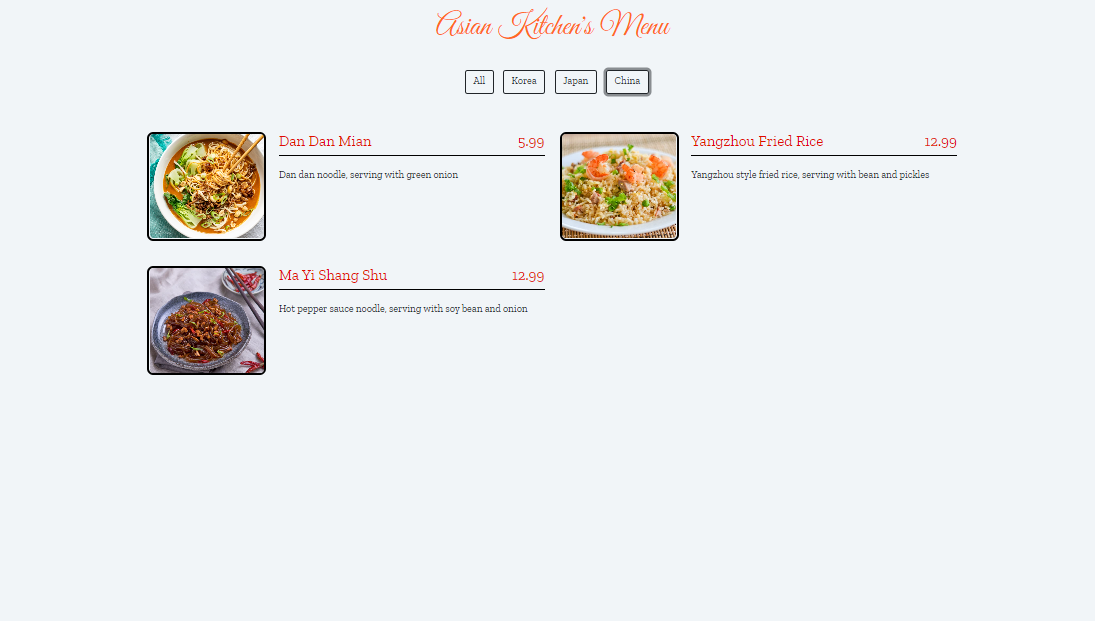 Asian Kitchen's Menu
All Korea Japan China
Dan Dan Mian 5.99
Dan dan noodle, serving with green onion
Yangzhou Fried Rice 12.99
Yangzhou style fried rice, serving with bean and pickles
Ma Yi Shang Shu 12.99
Hot pepper sauce noodle, serving with soy bean and onion